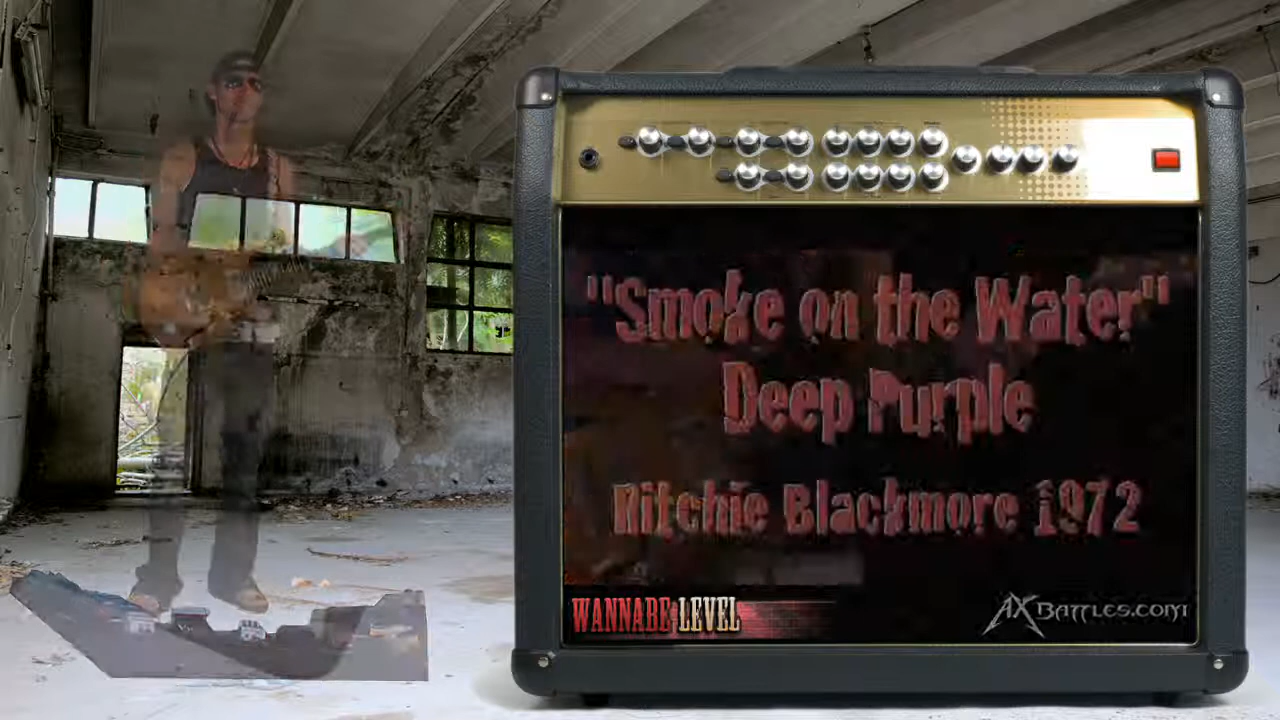 "Smoke on the Water"
Deep Purple
Ritchie Blackmore 1972
WANNABE LEVEL
AXBATTLES.COM